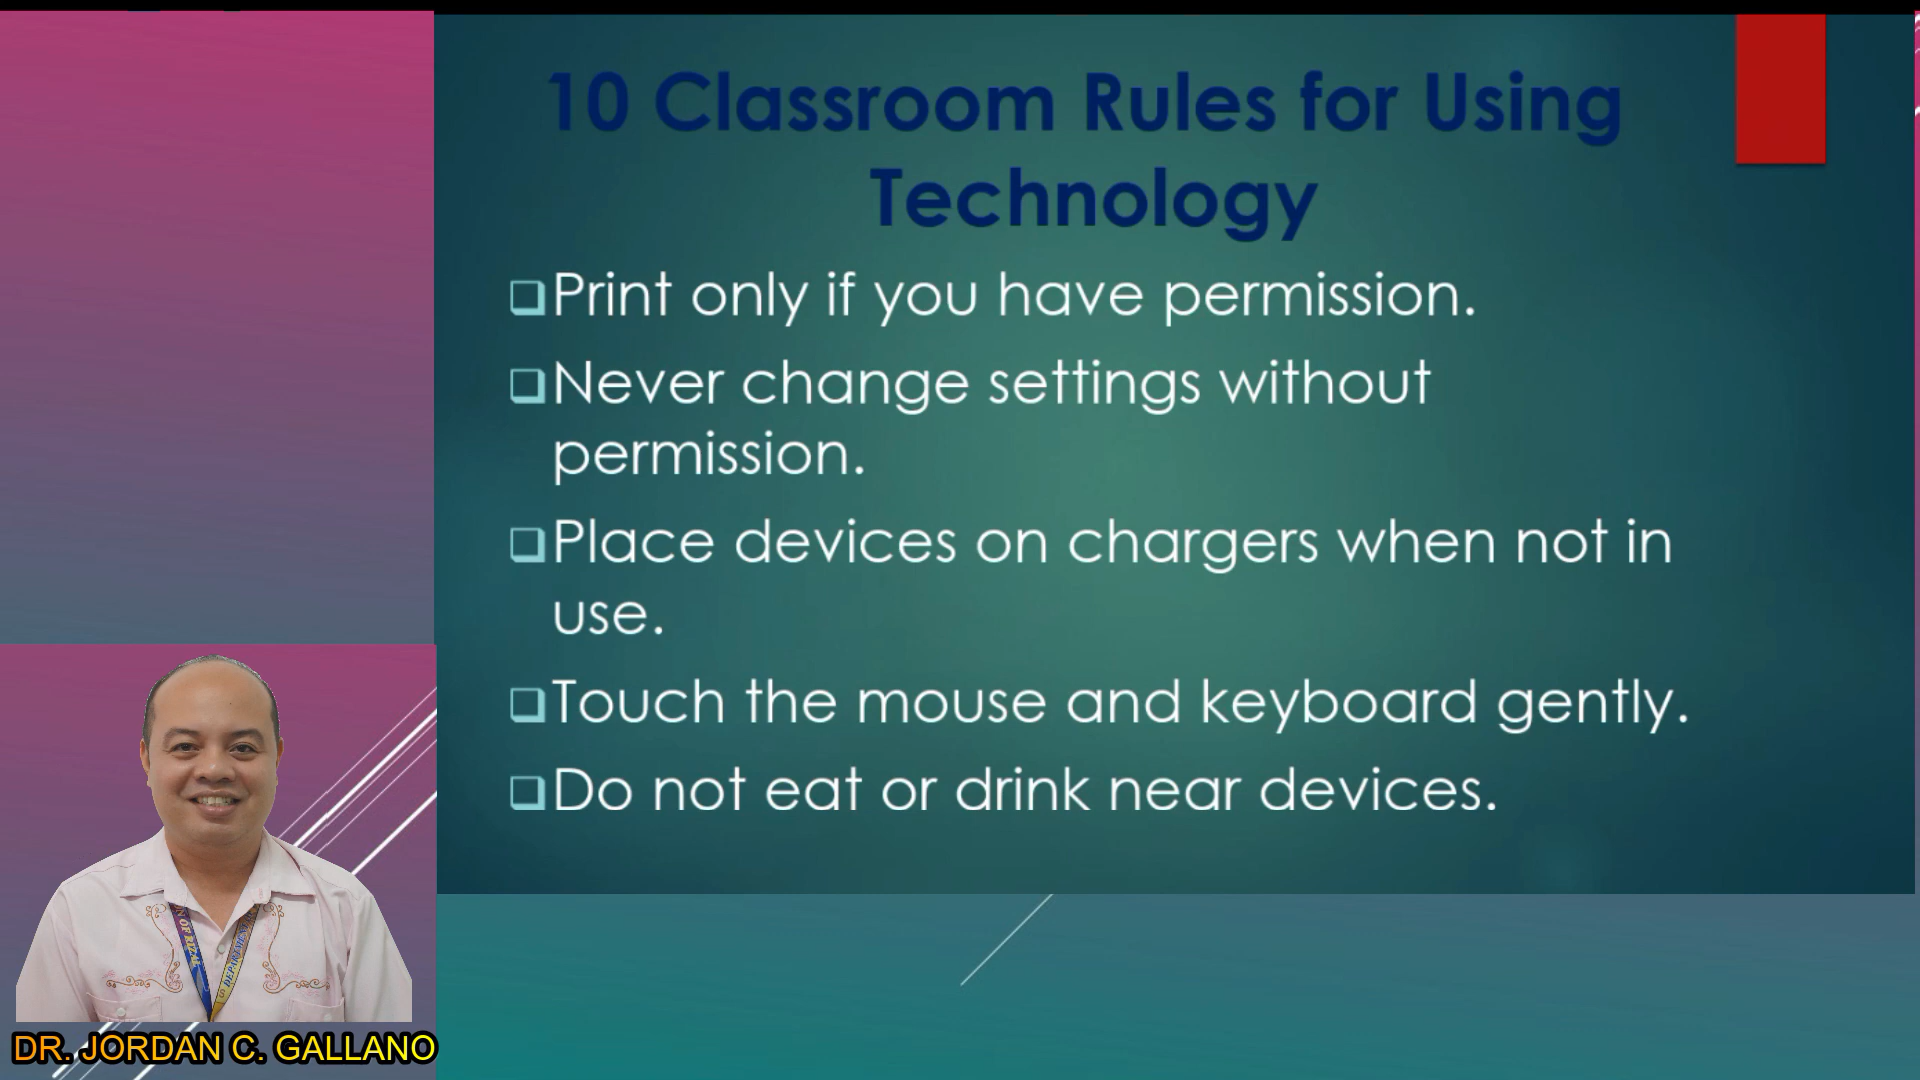 10 Classroom Rules for Using
Technology
Print only if you have permission.
Never change settings without
permission.
Place devices on chargers when not in
use.
Touch the mouse and keyboard gently.
Do not eat or drink near devices.
DR. JORDAN C. GALLANO